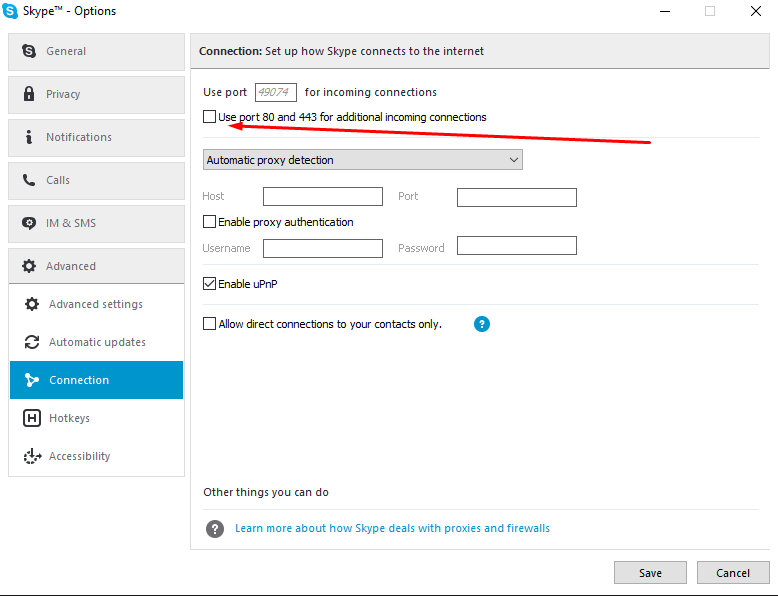 Skype™ - Options
General
Privacy
Notifications
Calls
IM & SMS
Advanced
Advanced settings
Automatic updates
Connection
Hotkeys
Accessibility
Connection: Set up how Skype connects to the internet
Use port 49074 for incoming connections
Use port 80 and 443 for additional incoming connections
Automatic proxy detection
Host Port
Enable proxy authentication
Username Password
Enable uPnP
Allow direct connections to your contacts only. ?
Other things you can do
? Learn more about how Skype deals with proxies and firewalls
Save Cancel